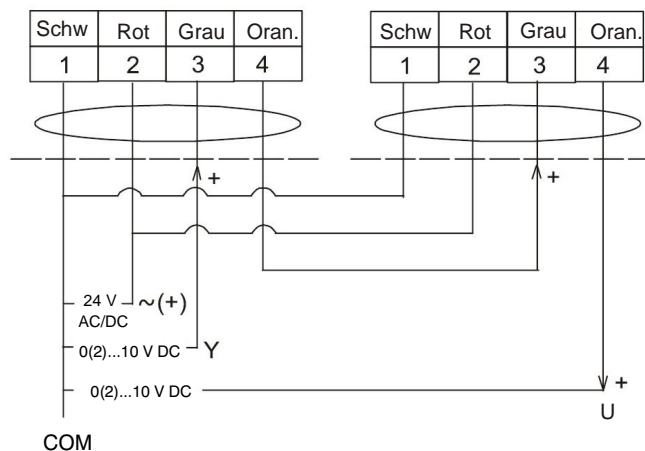 Schw Rot Grau Oran. Schw Rot Grau Oran.
1 2 3 4 1 2 3 4
+ +
24 V ~(+)
AC/DC
0(2)...10 V DC Y
0(2)...10 V DC +
U
COM